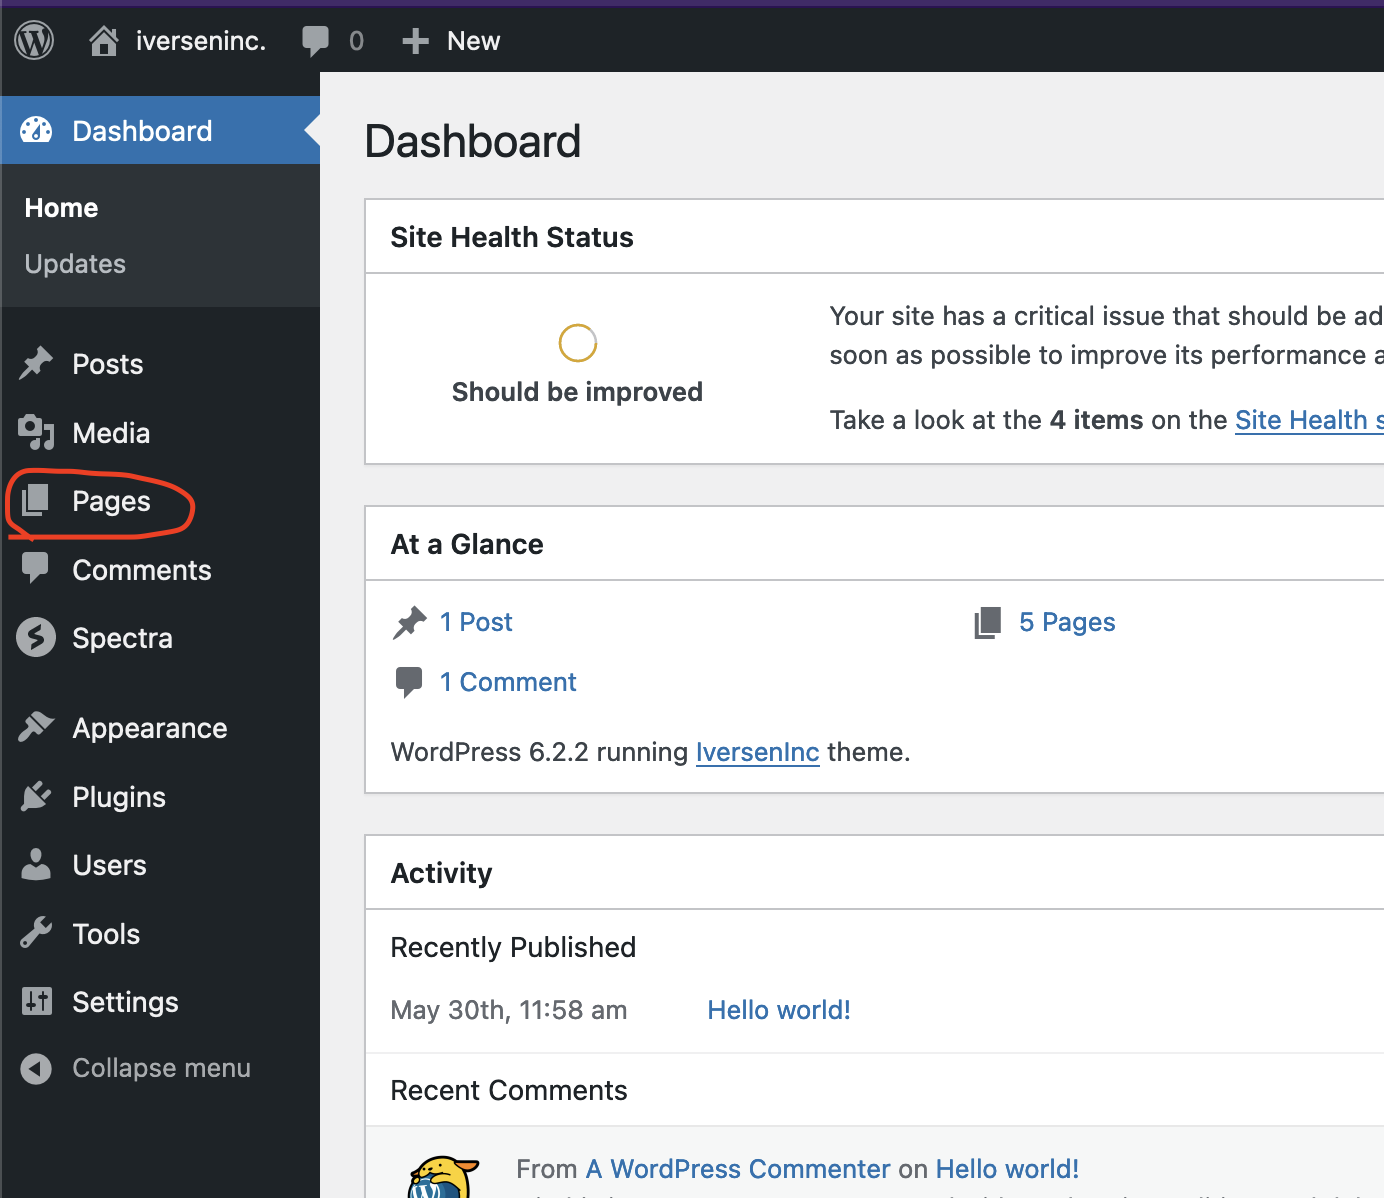 iverseninc.
0
New
Dashboard
Home
Updates
Posts
Media
Pages
Comments
Spectra
Appearance
Plugins
Users
Tools
Settings
Collapse menu
Dashboard
Site Health Status
Should be improved
Your site has a critical issue that should be ad
soon as possible to improve its performance a
Take a look at the 4 items on the Site Health s
At a Glance
1 Post
5 Pages
1 Comment
WordPress 6.2.2 running IversenInc theme.
Activity
Recently Published
May 30th, 11:58 am Hello world!
Recent Comments
From A WordPress Commenter on Hello world!